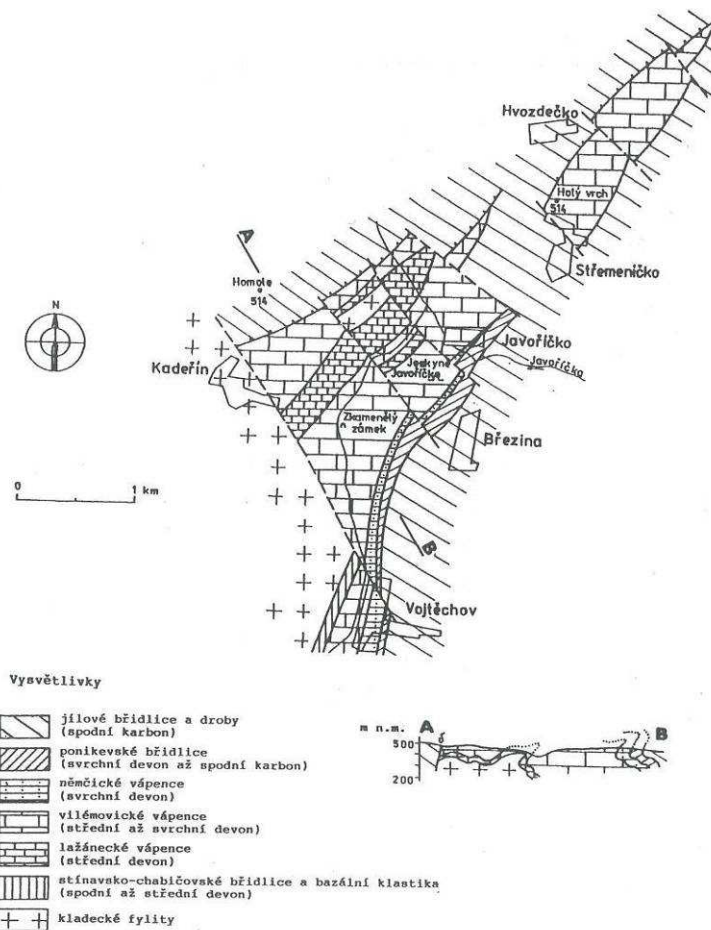 Hvozdečko
Holý vrch
514
Střemeníčko
A
Homole
514
N
Kadeřín
Javoříčko
Jeskyně
Javoříčko
Javoříčka
Zkamenělý
zámek
Březina
0 1 km
B
Vojtěchov
Vysvětlivky
jílové břidlice a droby
(spodní karbon)
ponikevské břidlice
(svrchní devon až spodní karbon)
němčické vápence
(svrchní devon)
vilémovické vápence
(střední až svrchní devon)
lažánecké vápence
(střední devon)
stínavsko-chabičovské břidlice a bazální klastika
(spodní až střední devon)
kladecké fylity
m n.m. A B
500
200